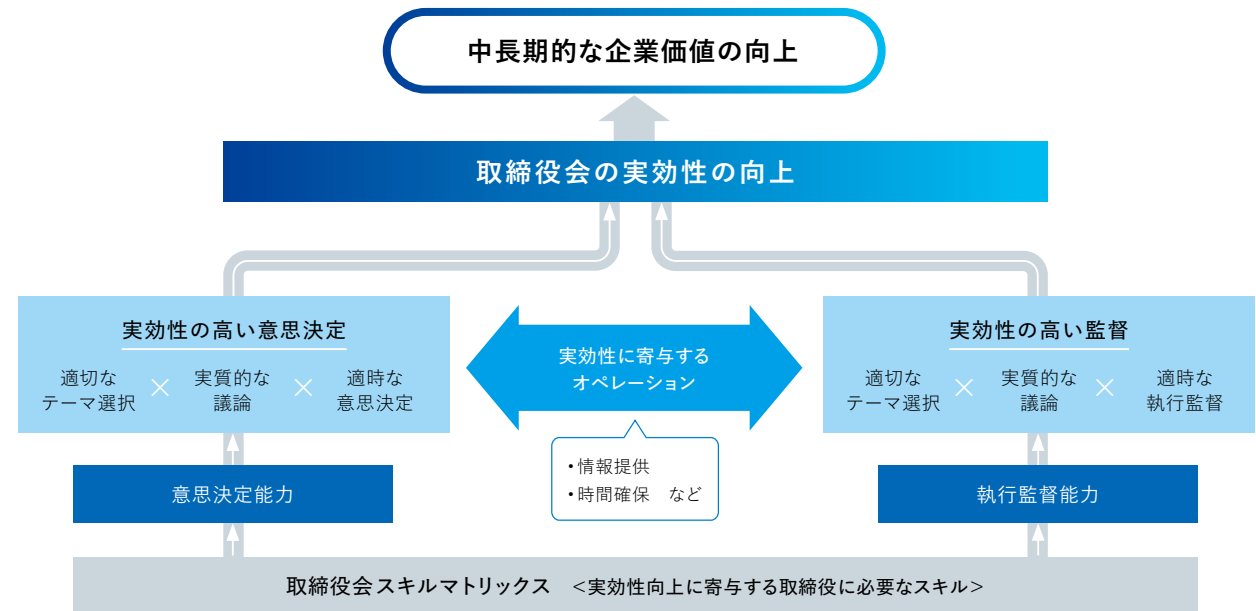 中長期的な企業価値の向上
取締役会の実効性の向上
実効性の高い意思決定
適切な
テーマ選択
×
実質的な
議論
×
適時な
意思決定
実効性に寄与する
オペレーション
・情報提供
・時間確保　など
実効性の高い監督
適切な
テーマ選択
×
実質的な
議論
×
適時な
執行監督
意思決定能力
執行監督能力
取締役会スキルマトリックス　<実効性向上に寄与する取締役に必要なスキル>